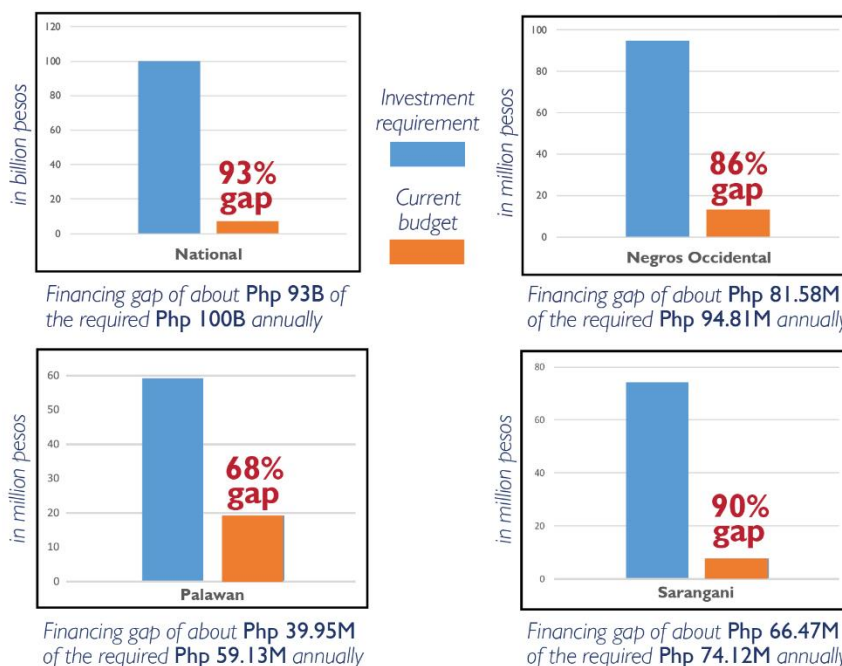 in billion pesos
120
100
80
60
40
20
0
93%
gap
National
Financing gap of about Php 93B of
the required Php 100B annually
Investment
requirement
Current
budget
in million pesos
100
80
60
40
20
0
86%
gap
Negros Occidental
Financing gap of about Php 81.58M
of the required Php 94.81M annually
in million pesos
60
50
40
30
20
10
0
68%
gap
Palawan
Financing gap of about Php 39.95M
of the required Php 59.13M annually
in million pesos
80
60
40
20
0
90%
gap
Sarangani
Financing gap of about Php 66.47M
of the required Php 74.12M annually